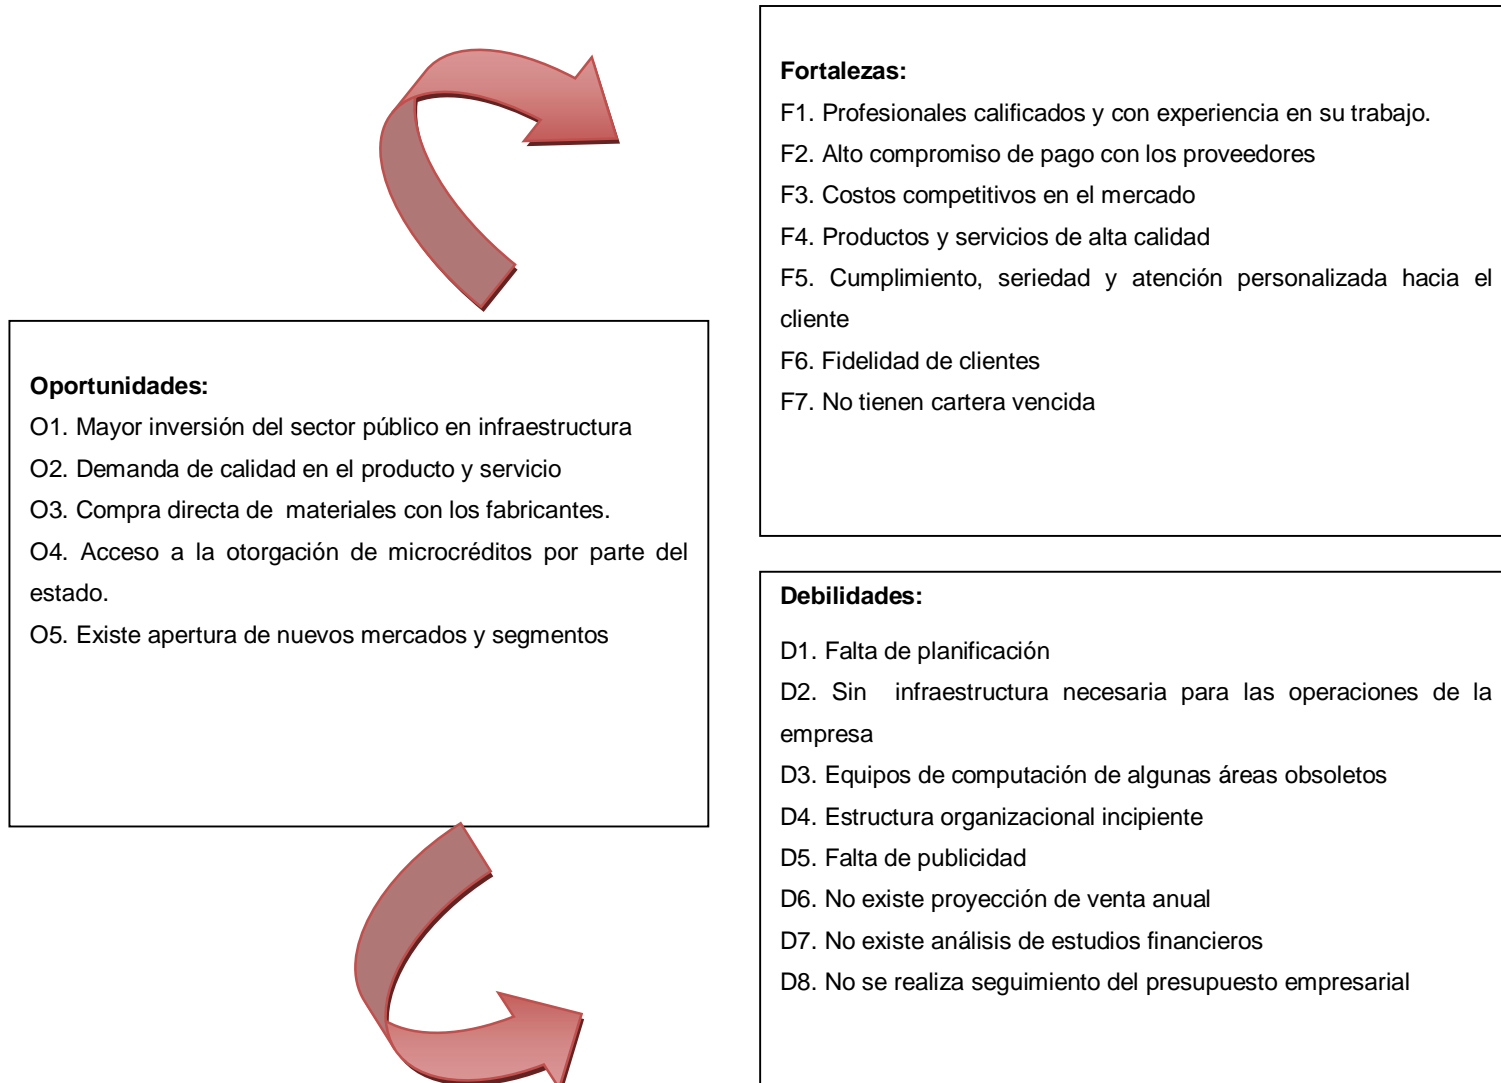 Fortalezas:
F1. Profesionales calificados y con experiencia en su trabajo.
F2. Alto compromiso de pago con los proveedores
F3. Costos competitivos en el mercado
F4. Productos y servicios de alta calidad
F5. Cumplimiento, seriedad y atención personalizada hacia el
cliente
F6. Fidelidad de clientes
F7. No tienen cartera vencida
Oportunidades:
O1. Mayor inversión del sector público en infraestructura
O2. Demanda de calidad en el producto y servicio
O3. Compra directa de materiales con los fabricantes.
O4. Acceso a la otorgación de microcréditos por parte del
estado.
O5. Existe apertura de nuevos mercados y segmentos
Debilidades:
D1. Falta de planificación
D2. Sin infraestructura necesaria para las operaciones de la
empresa
D3. Equipos de computación de algunas áreas obsoletos
D4. Estructura organizacional incipiente
D5. Falta de publicidad
D6. No existe proyección de venta anual
D7. No existe análisis de estudios financieros
D8. No se realiza seguimiento del presupuesto empresarial